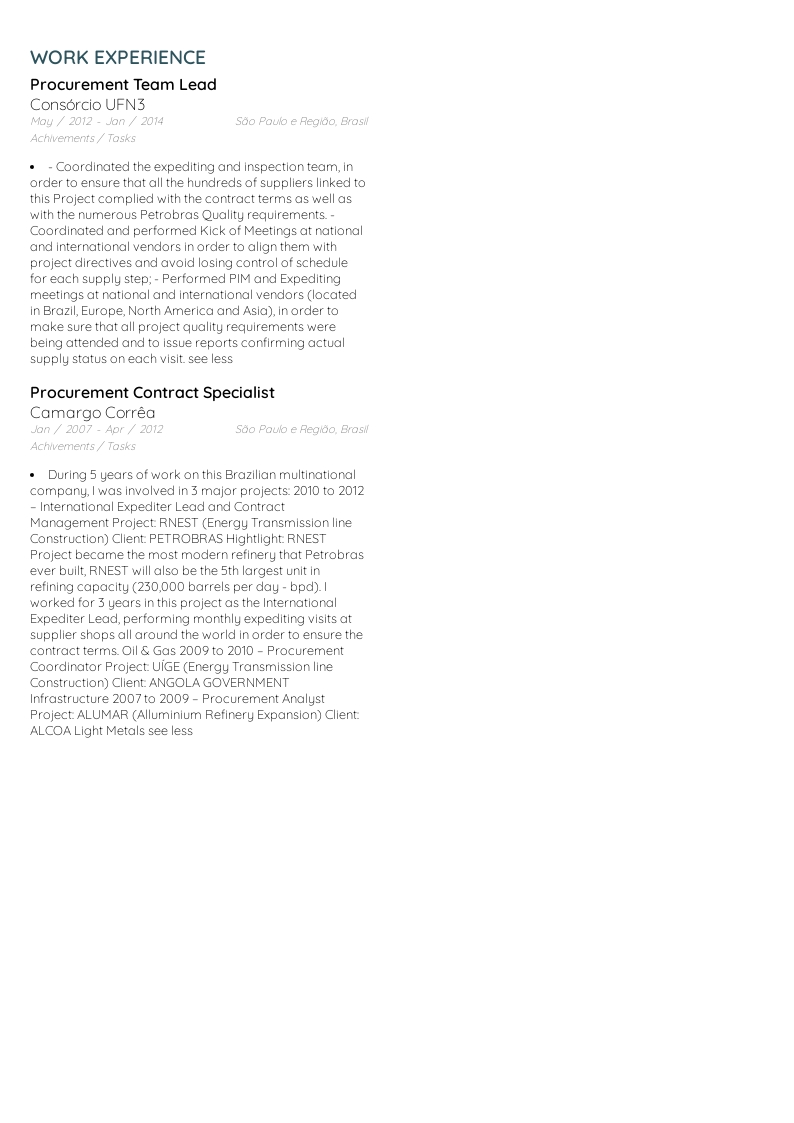 WORK EXPERIENCE
Procurement Team Lead
Consórcio UFN3
May / 2012 - Jan / 2014 São Paulo e Região, Brasil
Achivements / Tasks
• - Coordinated the expediting and inspection team, in
order to ensure that all the hundreds of suppliers linked to
this Project complied with the contract terms as well as
with the numerous Petrobras Quality requirements. -
Coordinated and performed Kick of Meetings at national
and international vendors in order to align them with
project directives and avoid losing control of schedule
for each supply step; - Performed PIM and Expediting
meetings at national and international vendors (located
in Brazil, Europe, North America and Asia), in order to
make sure that all project quality requirements were
being attended and to issue reports confirming actual
supply status on each visit. see less
Procurement Contract Specialist
Camargo Corrêa
Jan / 2007 - Apr / 2012 São Paulo e Região, Brasil
Achivements / Tasks
• During 5 years of work on this Brazilian multinational
company, I was involved in 3 major projects: 2010 to 2012
– International Expediter Lead and Contract
Management Project: RNEST (Energy Transmission line
Construction) Client: PETROBRAS Hightlight: RNEST
Project became the most modern refinery that Petrobras
ever built, RNEST will also be the 5th largest unit in
refining capacity (230,000 barrels per day - bpd). I
worked for 3 years in this project as the International
Expediter Lead, performing monthly expediting visits at
supplier shops all around the world in order to ensure the
contract terms. Oil & Gas 2009 to 2010 – Procurement
Coordinator Project: UÍGE (Energy Transmission line
Construction) Client: ANGOLA GOVERNMENT
Infrastructure 2007 to 2009 – Procurement Analyst
Project: ALUMAR (Alluminium Refinery Expansion) Client:
ALCOA Light Metals see less